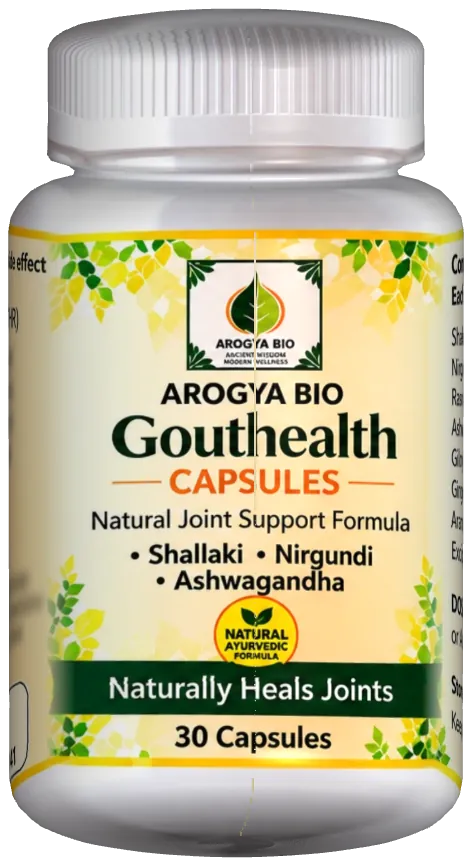 AROGYA BIO
ANCIENT WISDOM
MODERN WELLNESS
AROGYA BIO
Gouthealth
CAPSULES
Natural Joint Support Formula
• Shallaki • Nirgundi
• Ashwagandha
NATURAL
AYURVEDIC
FORMULA
Naturally Heals Joints
30 Capsules
effect